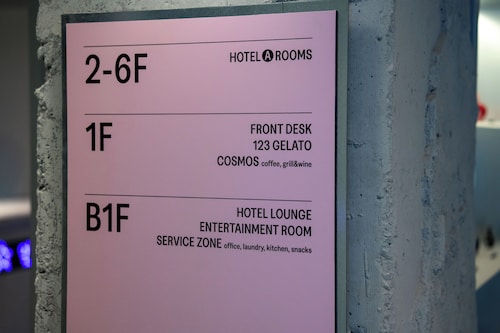 2-6F
HOTEL A ROOMS
1F
FRONT DESK
123 GELATO
COSMOS coffee, grill&wine
B1F
HOTEL LOUNGE
ENTERTAINMENT ROOM
SERVICE ZONE office, laundry, kitchen, snacks